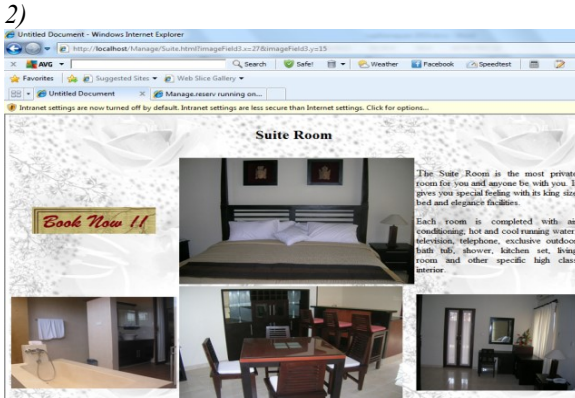 2)
Untitled Document - Windows Internet Explorer
http://localhost/Manage/Suite.html?imageField3.x=27&imageField3.y=15
AVG Search Safe! Weather Facebook Speedtest
Favorites Suggested Sites Web Slice Gallery
Untitled Document Manage.reserv running on...
Intranet settings are now turned off by default. Intranet settings are less secure than Internet settings. Click for options...
Suite Room
The Suite Room is the most private
room for you and anyone be with you. I
gives you special feeling with its king size
bed and elegance facilities.
Book Now !!
Each room is completed with air
conditioning, hot and cool running water,
television, telephone, exclusive outdoor
bath tub, shower, kitchen set, living
room and other specific high class
interior.